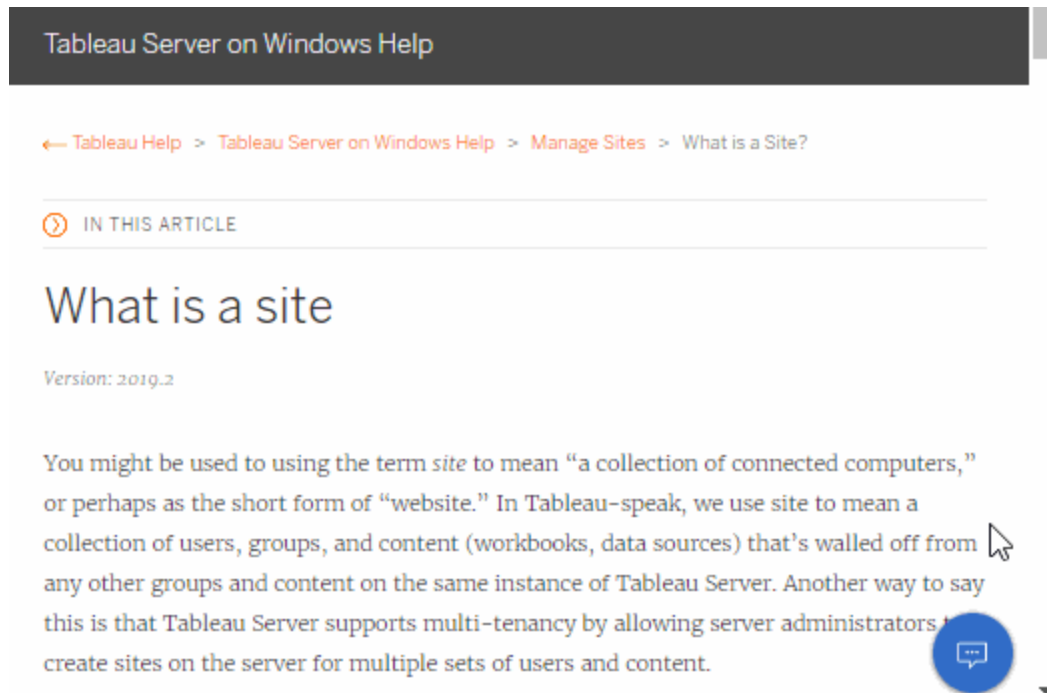 Tableau Server on Windows Help
Tableau Help > Tableau Server on Windows Help > Manage Sites > What is a Site?
IN THIS ARTICLE
What is a site
Version: 2019.2
You might be used to using the term site to mean “a collection of connected computers,”
or perhaps as the short form of “website.” In Tableau-speak, we use site to mean a
collection of users, groups, and content (workbooks, data sources) that’s walled off from
any other groups and content on the same instance of Tableau Server. Another way to say
this is that Tableau Server supports multi-tenancy by allowing server administrators
create sites on the server for multiple sets of users and content.